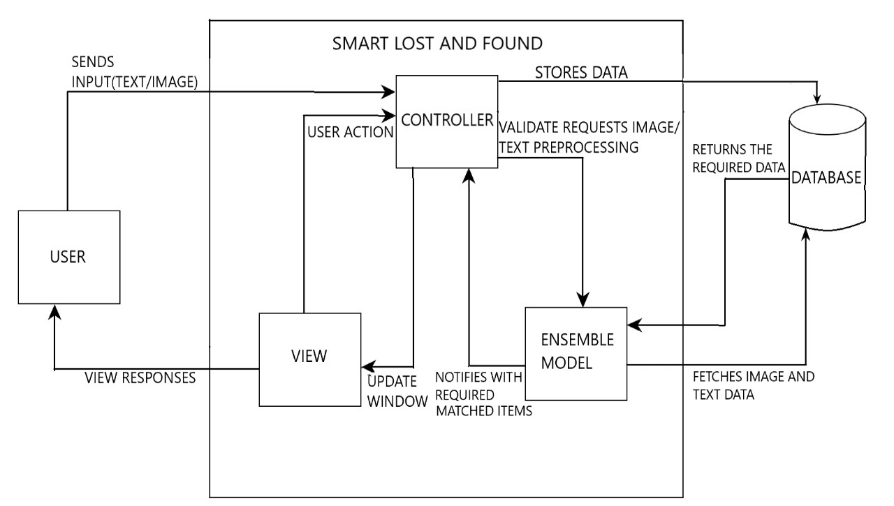 SMART LOST AND FOUND
SENDS
INPUT(TEXT/IMAGE)
STORES DATA
CONTROLLER
USER ACTION
VALIDATE REQUESTS IMAGE/
TEXT PREPROCESSING
RETURNS THE
REQUIRED DATA
DATABASE
USER
VIEW
ENSEMBLE
MODEL
VIEW RESPONSES
UPDATE
WINDOW
NOTIFIES WITH
REQUIRED
MATCHED ITEMS
FETCHES IMAGE AND
TEXT DATA